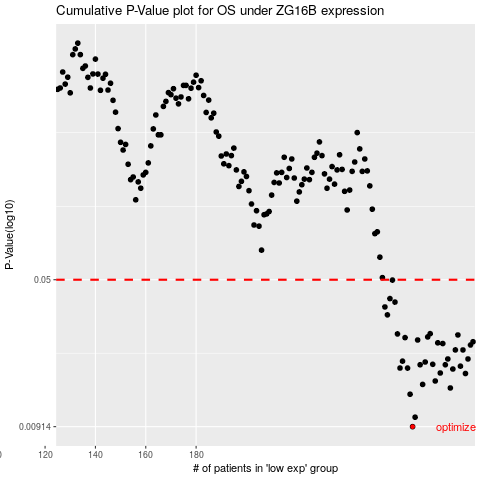 Cumulative P-Value plot for OS under ZG16B expression
P-Value(log10)
0.05
0.00914
optimize
0
120 140 160 180
# of patients in 'low exp' group